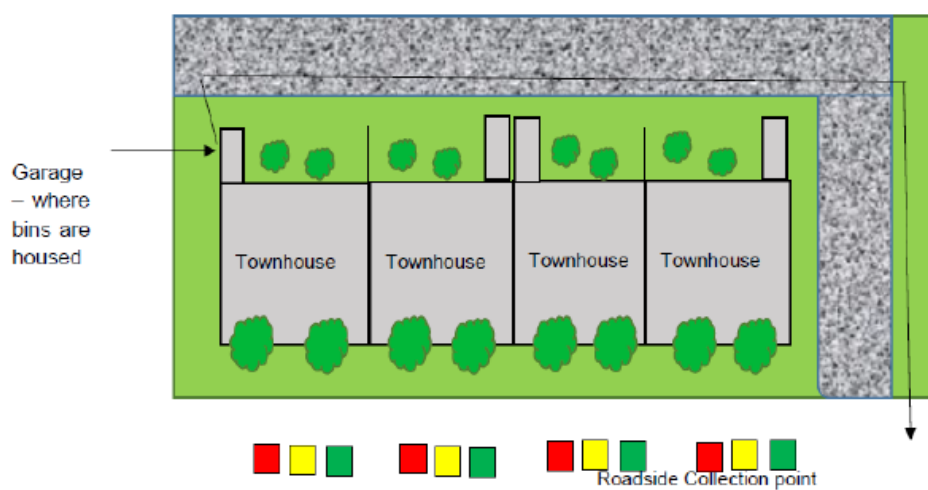 Garage
– where
bins are
housed
Townhouse
Townhouse
Townhouse
Townhouse
Roadside Collection point